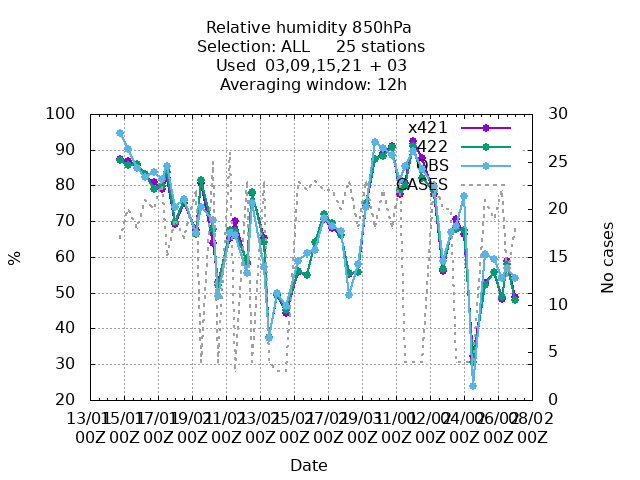 Relative humidity 850hPa
Selection: ALL 25 stations
Used 03,09,15,21 + 03
Averaging window: 12h
100 30
x421
x422
OBS
CASES
90
80
70
60
50
40
30
20
25
20
15
10
5
0
%
No cases
13/01 15/01 17/01 19/01 21/01 23/01 25/01 27/01 29/01 31/01 02/02 04/02 06/02 08/02
00Z 00Z 00Z 00Z 00Z 00Z 00Z 00Z 00Z 00Z 00Z 00Z 00Z 00Z
Date